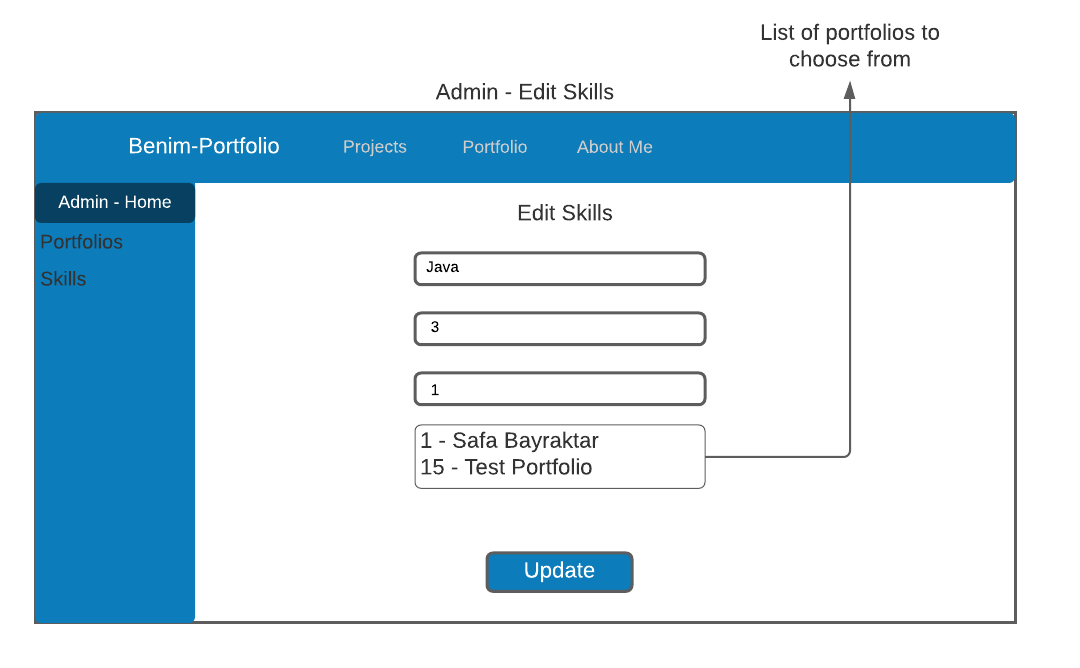 List of portfolios to
choose from
Admin - Edit Skills
Benim-Portfolio Projects Portfolio About Me
Admin - Home
Portfolios
Skills
Edit Skills
Java
3
1
1 - Safa Bayraktar
15 - Test Portfolio
Update